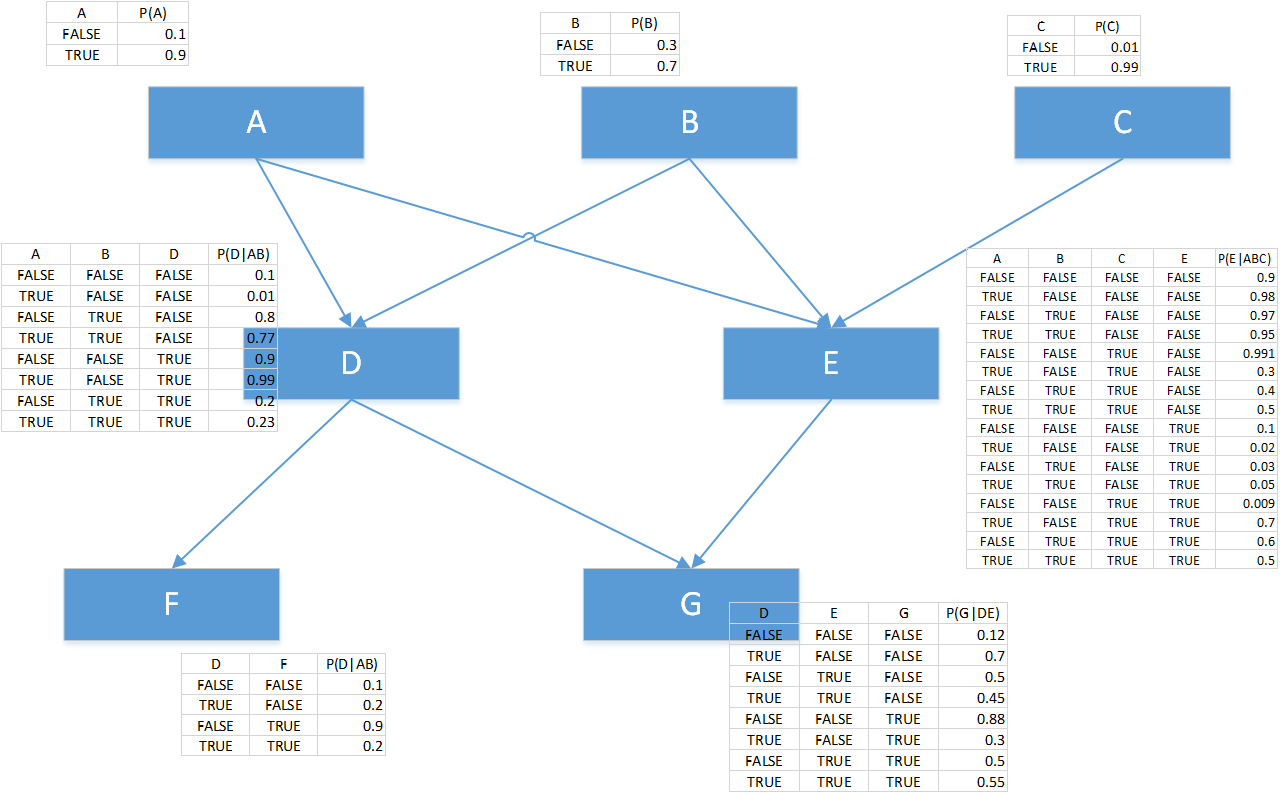 A P(A)
FALSE 0.1
TRUE 0.9
B P(B)
FALSE 0.3
TRUE 0.7
C P(C)
FALSE 0.01
TRUE 0.99
A
B
C
A B D P(D|AB)
FALSE FALSE FALSE 0.1
TRUE FALSE FALSE 0.01
FALSE TRUE FALSE 0.8
TRUE TRUE FALSE 0.77
FALSE FALSE TRUE 0.9
TRUE FALSE TRUE 0.99
FALSE TRUE TRUE 0.2
TRUE TRUE TRUE 0.23
D
E
A B C E P(E|ABC)
FALSE FALSE FALSE FALSE 0.9
TRUE FALSE FALSE FALSE 0.98
FALSE TRUE FALSE FALSE 0.97
TRUE TRUE FALSE FALSE 0.95
FALSE FALSE TRUE FALSE 0.991
TRUE FALSE TRUE FALSE 0.3
FALSE TRUE TRUE FALSE 0.4
TRUE TRUE TRUE FALSE 0.5
FALSE FALSE FALSE TRUE 0.1
TRUE FALSE FALSE TRUE 0.02
FALSE TRUE FALSE TRUE 0.03
TRUE TRUE FALSE TRUE 0.05
FALSE FALSE TRUE TRUE 0.009
TRUE FALSE TRUE TRUE 0.7
FALSE TRUE TRUE TRUE 0.6
TRUE TRUE TRUE TRUE 0.5
F
G
D F P(D|AB)
FALSE FALSE 0.1
TRUE FALSE 0.2
FALSE TRUE 0.9
TRUE TRUE 0.2
D E G P(G|DE)
FALSE FALSE FALSE 0.12
TRUE FALSE FALSE 0.7
FALSE TRUE FALSE 0.5
TRUE TRUE FALSE 0.45
FALSE FALSE TRUE 0.88
TRUE FALSE TRUE 0.3
FALSE TRUE TRUE 0.5
TRUE TRUE TRUE 0.55